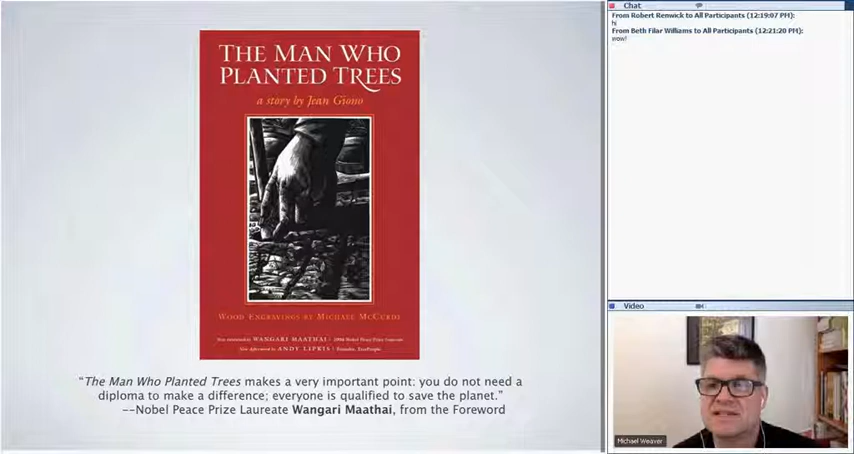 THE MAN WHO
PLANTED TREES
a story by Jean Giono
WOOD ENGRAVINGS BY MICHAEL MCCURDY
WANGARI MAATHAI
ANDY LIPKIS
"The Man Who Planted Trees makes a very important point: you do not need a
diploma to make a difference; everyone is qualified to save the planet."
--Nobel Peace Prize Laureate Wangari Maathai, from the Foreword
Chat
From Robert Renwick to All Participants (12:19:07 PM):
hi
From Beth Filar Williams to All Participants (12:21:20 PM):
wow!
Video
Michael Weaver